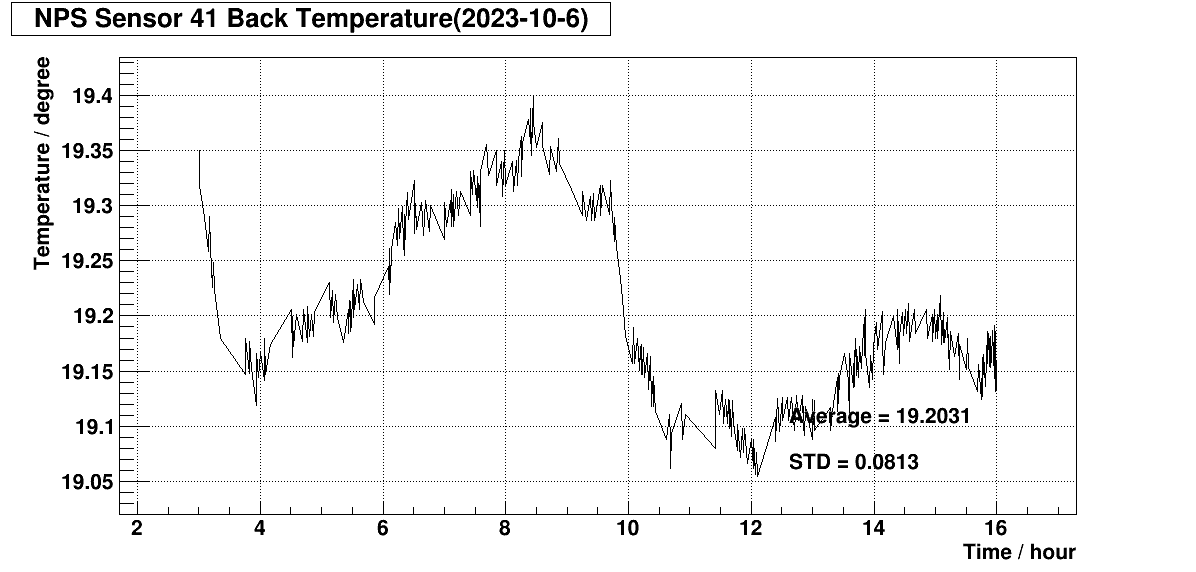 NPS Sensor 41 Back Temperature(2023-10-6)
Temperature / degree
19.4
19.35
19.3
19.25
19.2
19.15
19.1
19.05
Average = 19.2031
STD = 0.0813
2 4 6 8 10 12 14 16
Time / hour